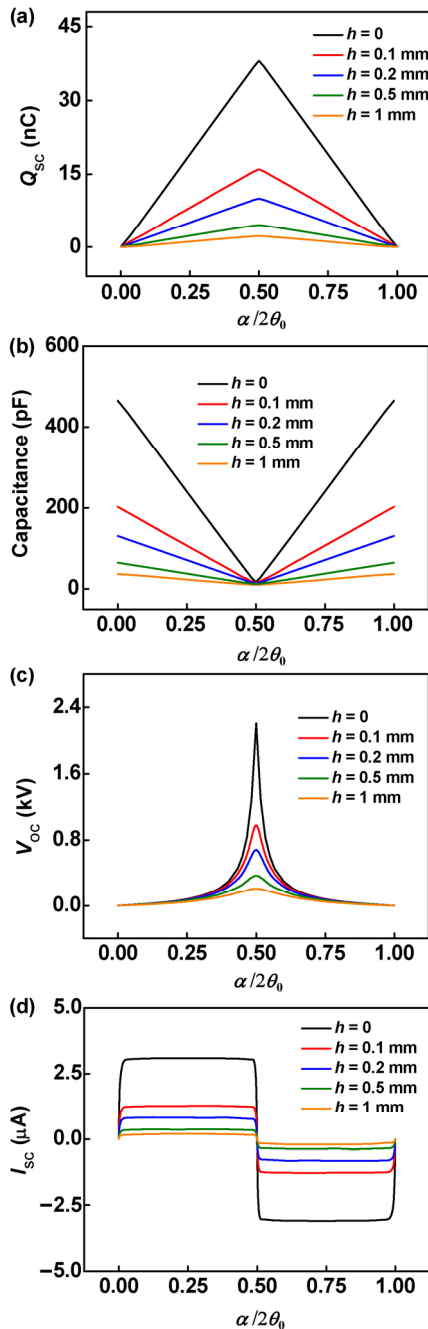 (a)
45
30
15
0
Q_SC (nC)
h = 0
h = 0.1 mm
h = 0.2 mm
h = 0.5 mm
h = 1 mm
0.00 0.25 0.50 0.75 1.00
α/2θ₀
(b)
600
400
200
0
Capacitance (pF)
h = 0
h = 0.1 mm
h = 0.2 mm
h = 0.5 mm
h = 1 mm
0.00 0.25 0.50 0.75 1.00
α/2θ₀
(c)
2.4
1.6
0.8
0.0
V_OC (kV)
h = 0
h = 0.1 mm
h = 0.2 mm
h = 0.5 mm
h = 1 mm
0.00 0.25 0.50 0.75 1.00
α/2θ₀
(d)
5.0
2.5
0.0
−2.5
−5.0
I_SC (μA)
h = 0
h = 0.1 mm
h = 0.2 mm
h = 0.5 mm
h = 1 mm
0.00 0.25 0.50 0.75 1.00
α/2θ₀